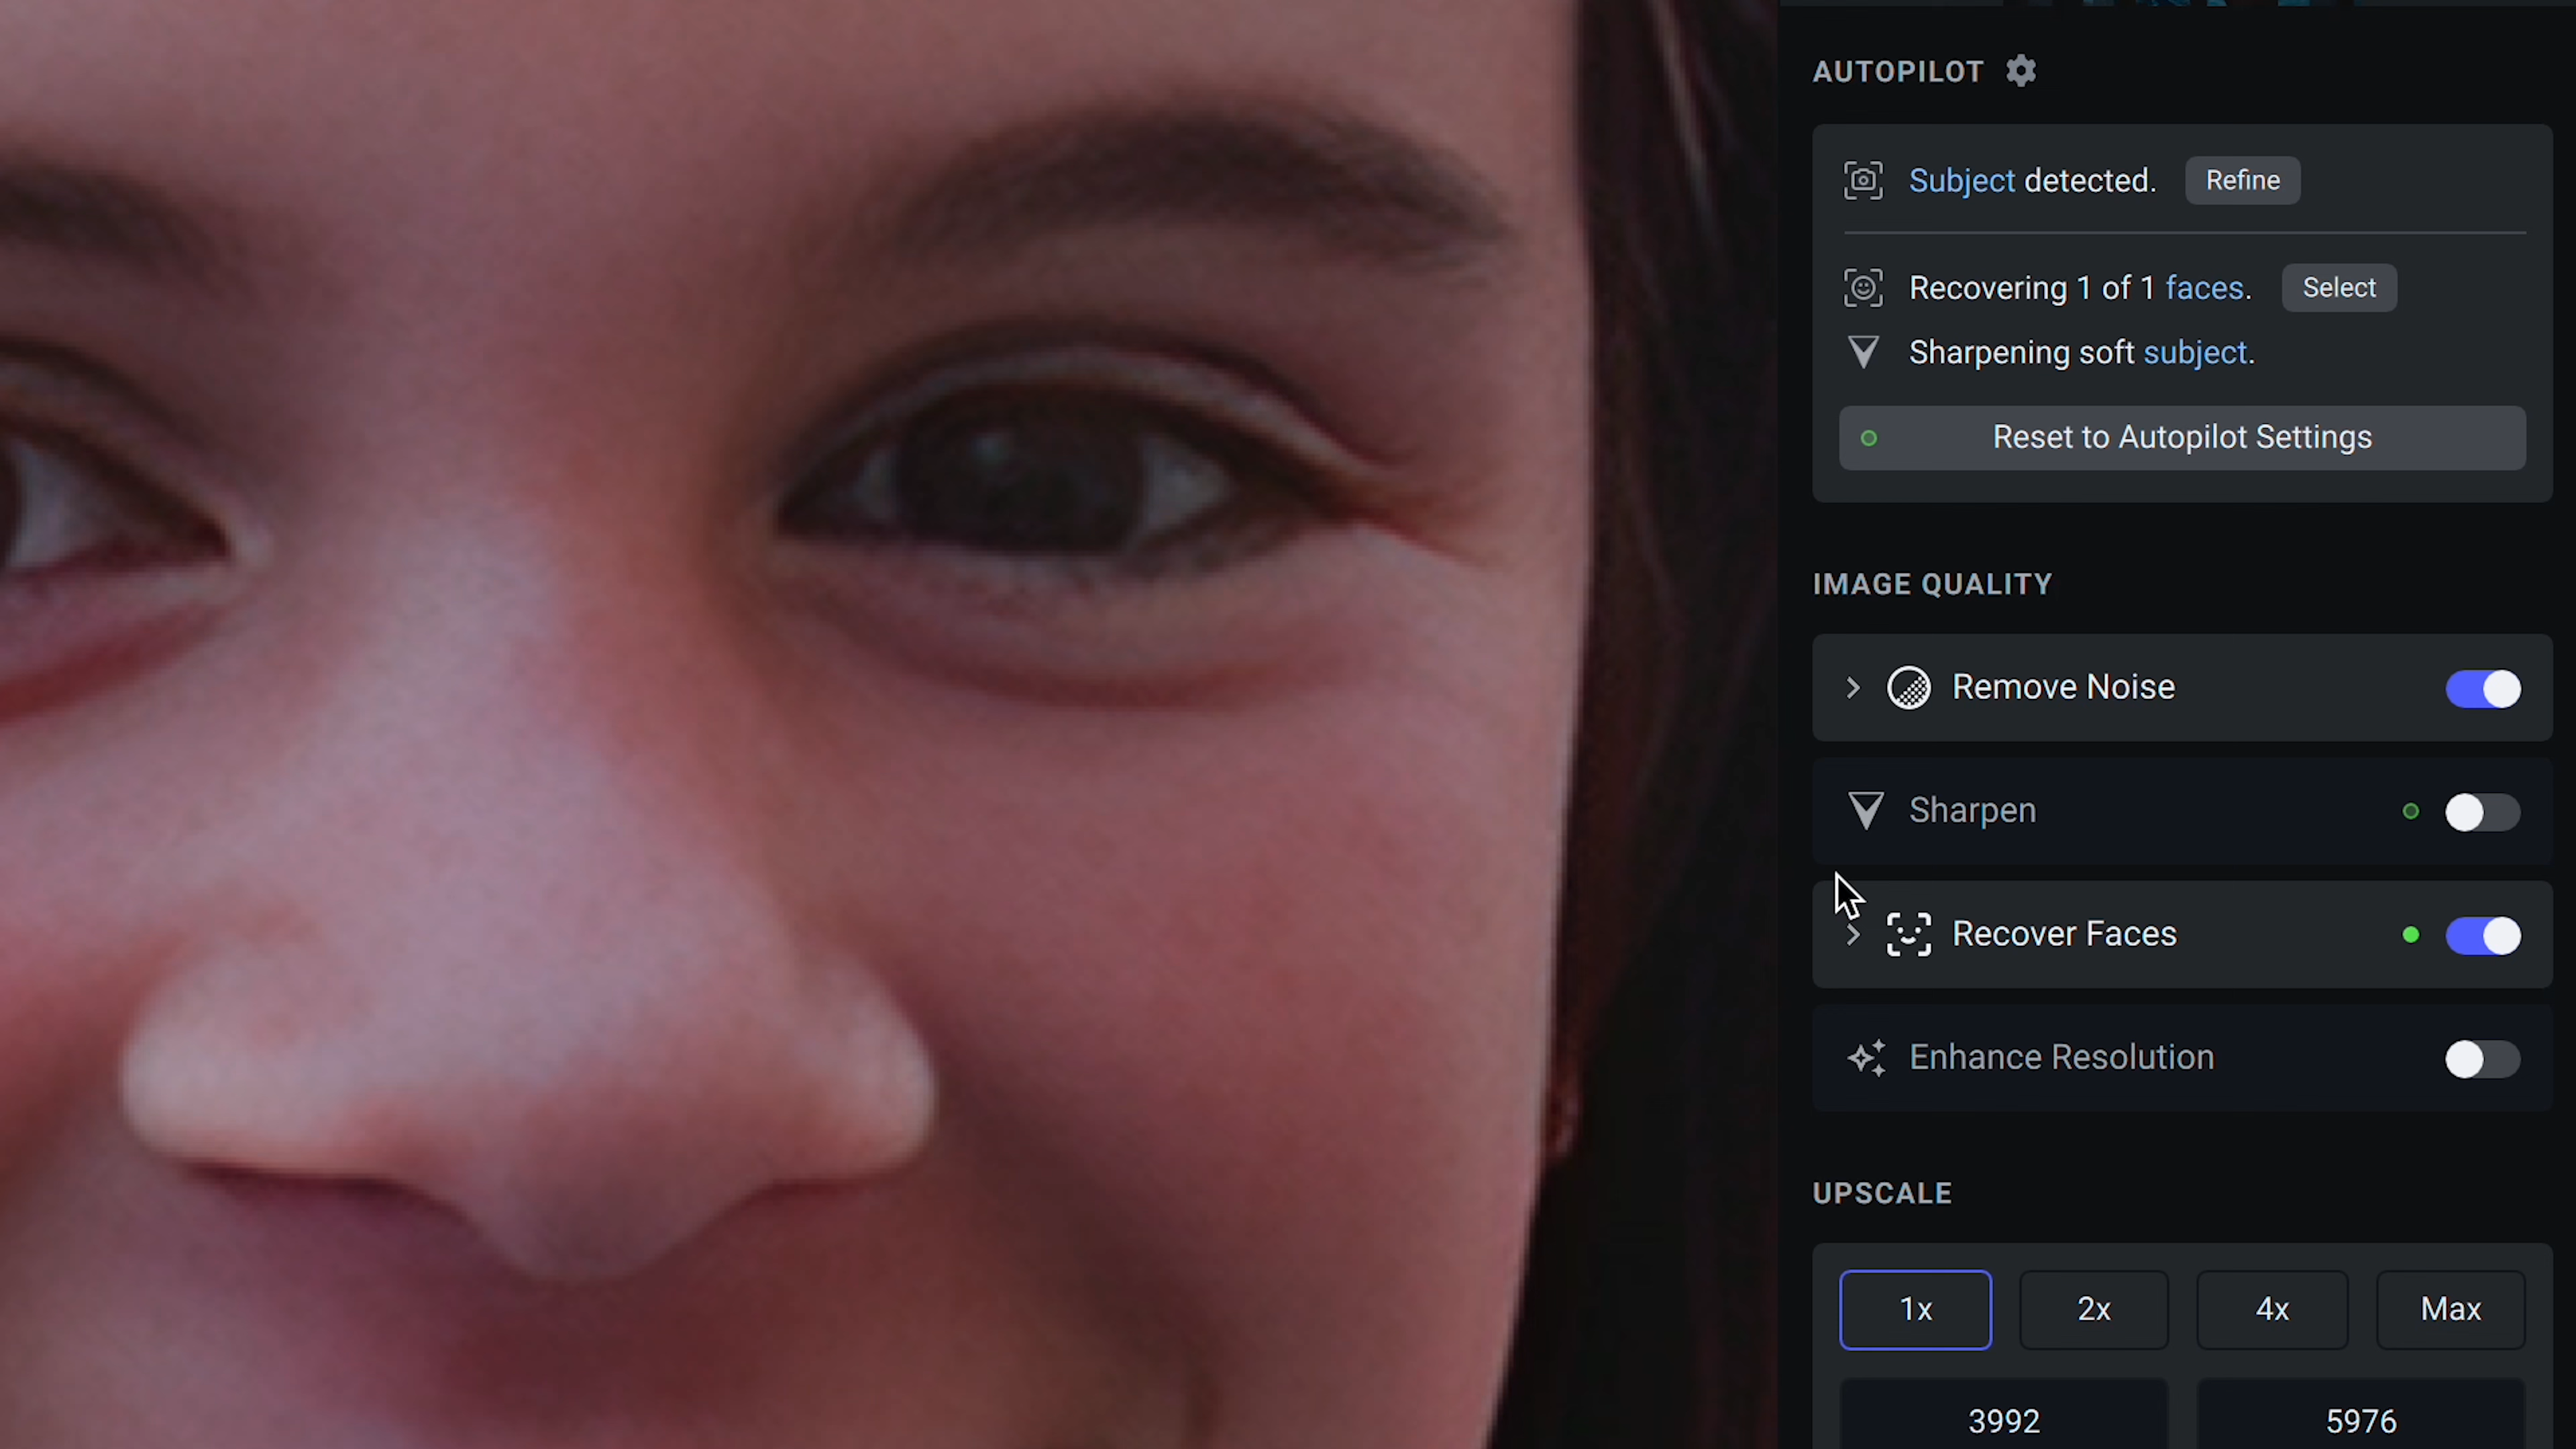 AUTOPILOT
Subject detected. Refine
Recovering 1 of 1 faces. Select
Sharpening soft subject.
Reset to Autopilot Settings
IMAGE QUALITY
Remove Noise
Sharpen
Recover Faces
Enhance Resolution
UPSCALE
1x 2x 4x Max
3992 5976